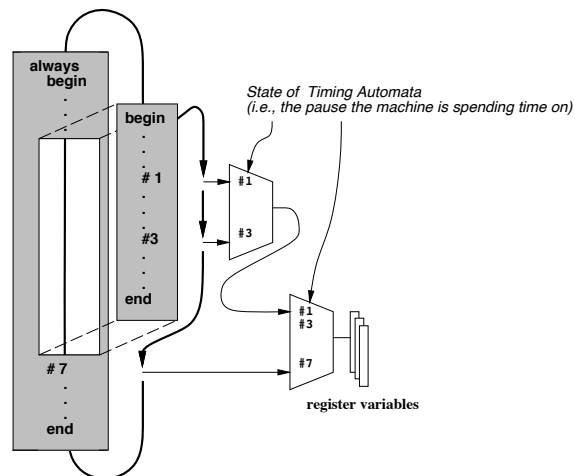 always
begin
.
.
.
begin
.
.
.
# 1
.
.
.
#3
.
.
.
end
# 7
.
.
.
end
State of Timing Automata
(i.e., the pause the machine is spending time on)
#1
#3
#1
#3
#7
register variables